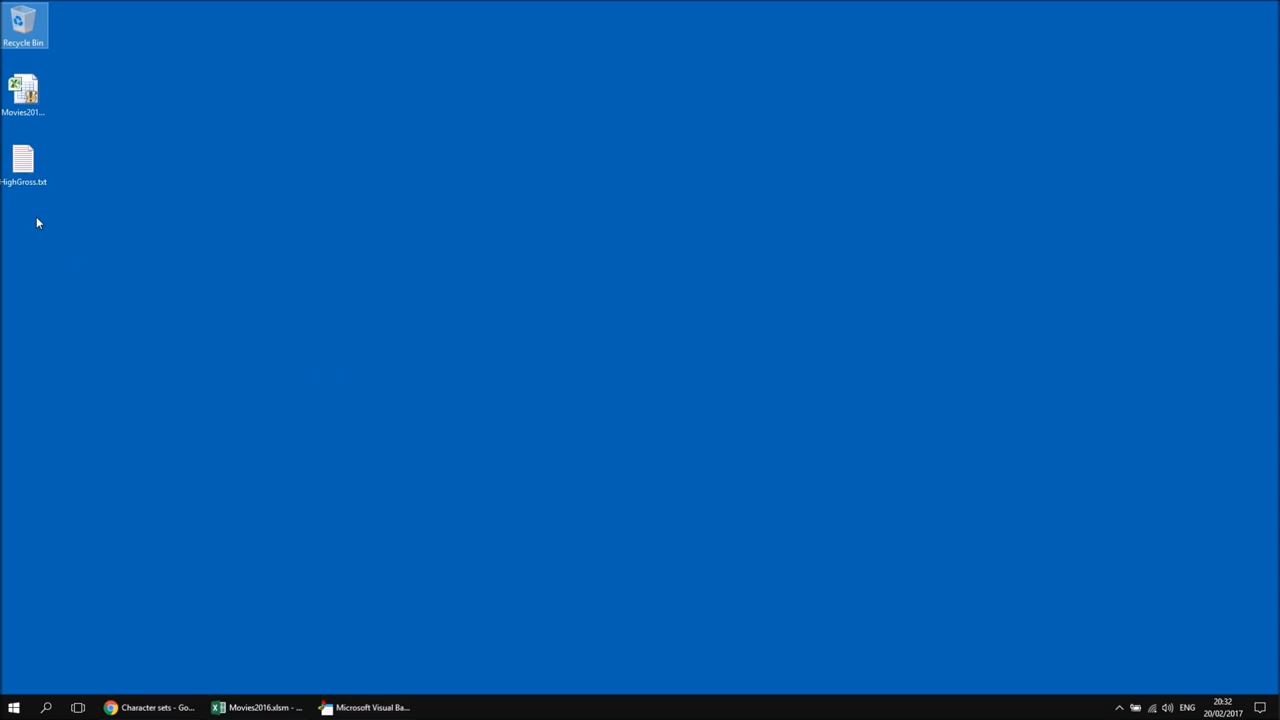 Recycle Bin
Movies201...
HighGross.txt
Character sets - Go...
Movies2016.xlsm - ...
Microsoft Visual Ba...
ENG
20:32
20/02/2017